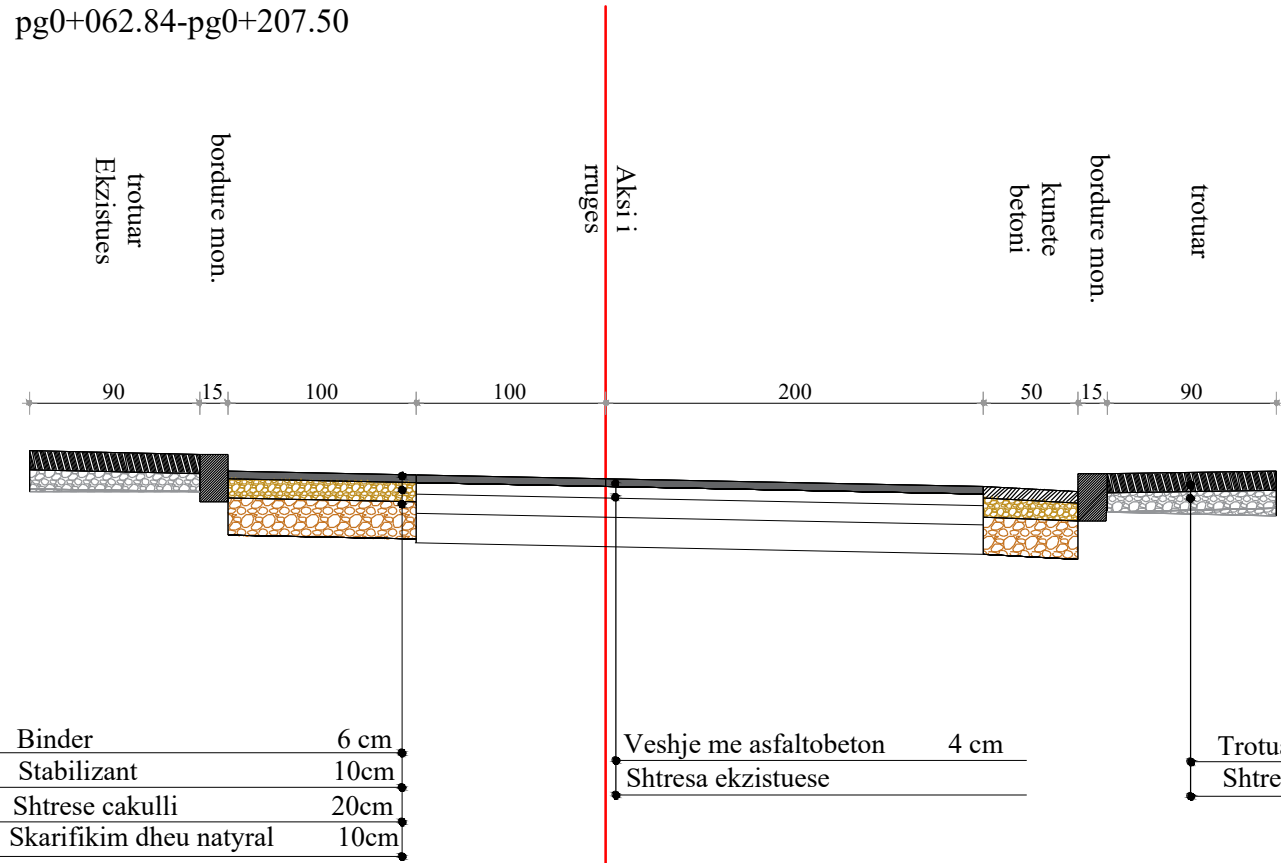 pg0+062.84-pg0+207.50
trotuar
Ekzistues
bordure mon.
Aksi i
rruges
kunete
betoni
bordure mon.
trotuar
90
15
100
100
200
50
15
90
Binder 6 cm
Stabilizant 10cm
Shtrese cakulli 20cm
Skarifikim dheu natyral 10cm
Veshje me asfaltobeton 4 cm
Shtresa ekzistuese
Trotua
Shtre